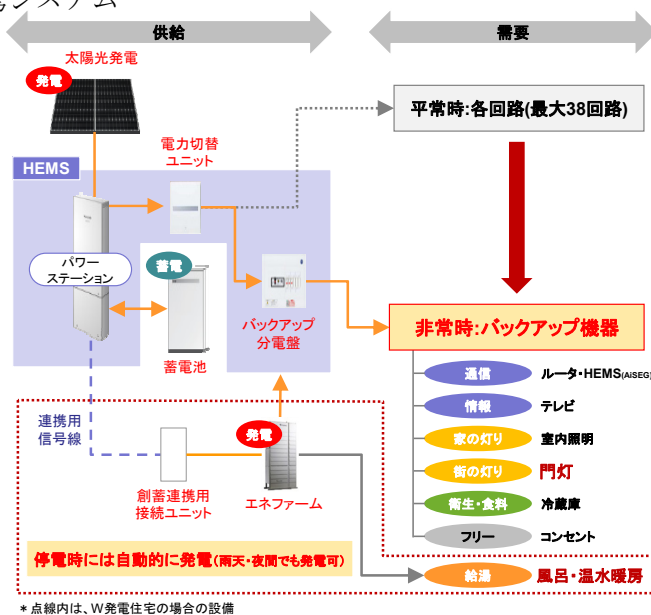 供給
需要
太陽光発電
発電
平常時:各回路(最大38回路)
電力切替
ユニット
HEMS
パワー
ステーション
蓄電
蓄電池
バックアップ
分電盤
非常時:バックアップ機器
通信 ルータ・HEMS(AiSEG)
情報 テレビ
家の灯り 室内照明
街の灯り 門灯
衛生・食料 冷蔵庫
フリー コンセント
給湯 風呂・温水暖房
連携用
信号線
発電
創蓄連携用
接続ユニット
エネファーム
停電時には自動的に発電(雨天・夜間でも発電可)
*点線内は、W発電住宅の場合の設備